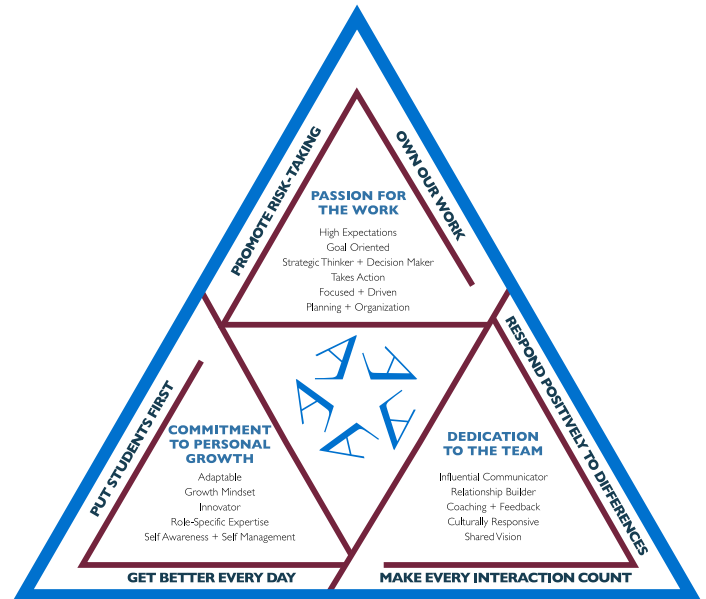 PROMOTE RISK-TAKING
OWN OUR WORK
PASSION FOR
THE WORK
High Expectations
Goal Oriented
Strategic Thinker + Decision Maker
Takes Action
Focused + Driven
Planning + Organization
A A A A A
PUT STUDENTS FIRST
COMMITMENT
TO PERSONAL
GROWTH
Adaptable
Growth Mindset
Innovator
Role-Specific Expertise
Self Awareness + Self Management
GET BETTER EVERY DAY
RESPOND POSITIVELY TO DIFFERENCES
DEDICATION
TO THE TEAM
Influential Communicator
Relationship Builder
Coaching + Feedback
Culturally Responsive
Shared Vision
MAKE EVERY INTERACTION COUNT